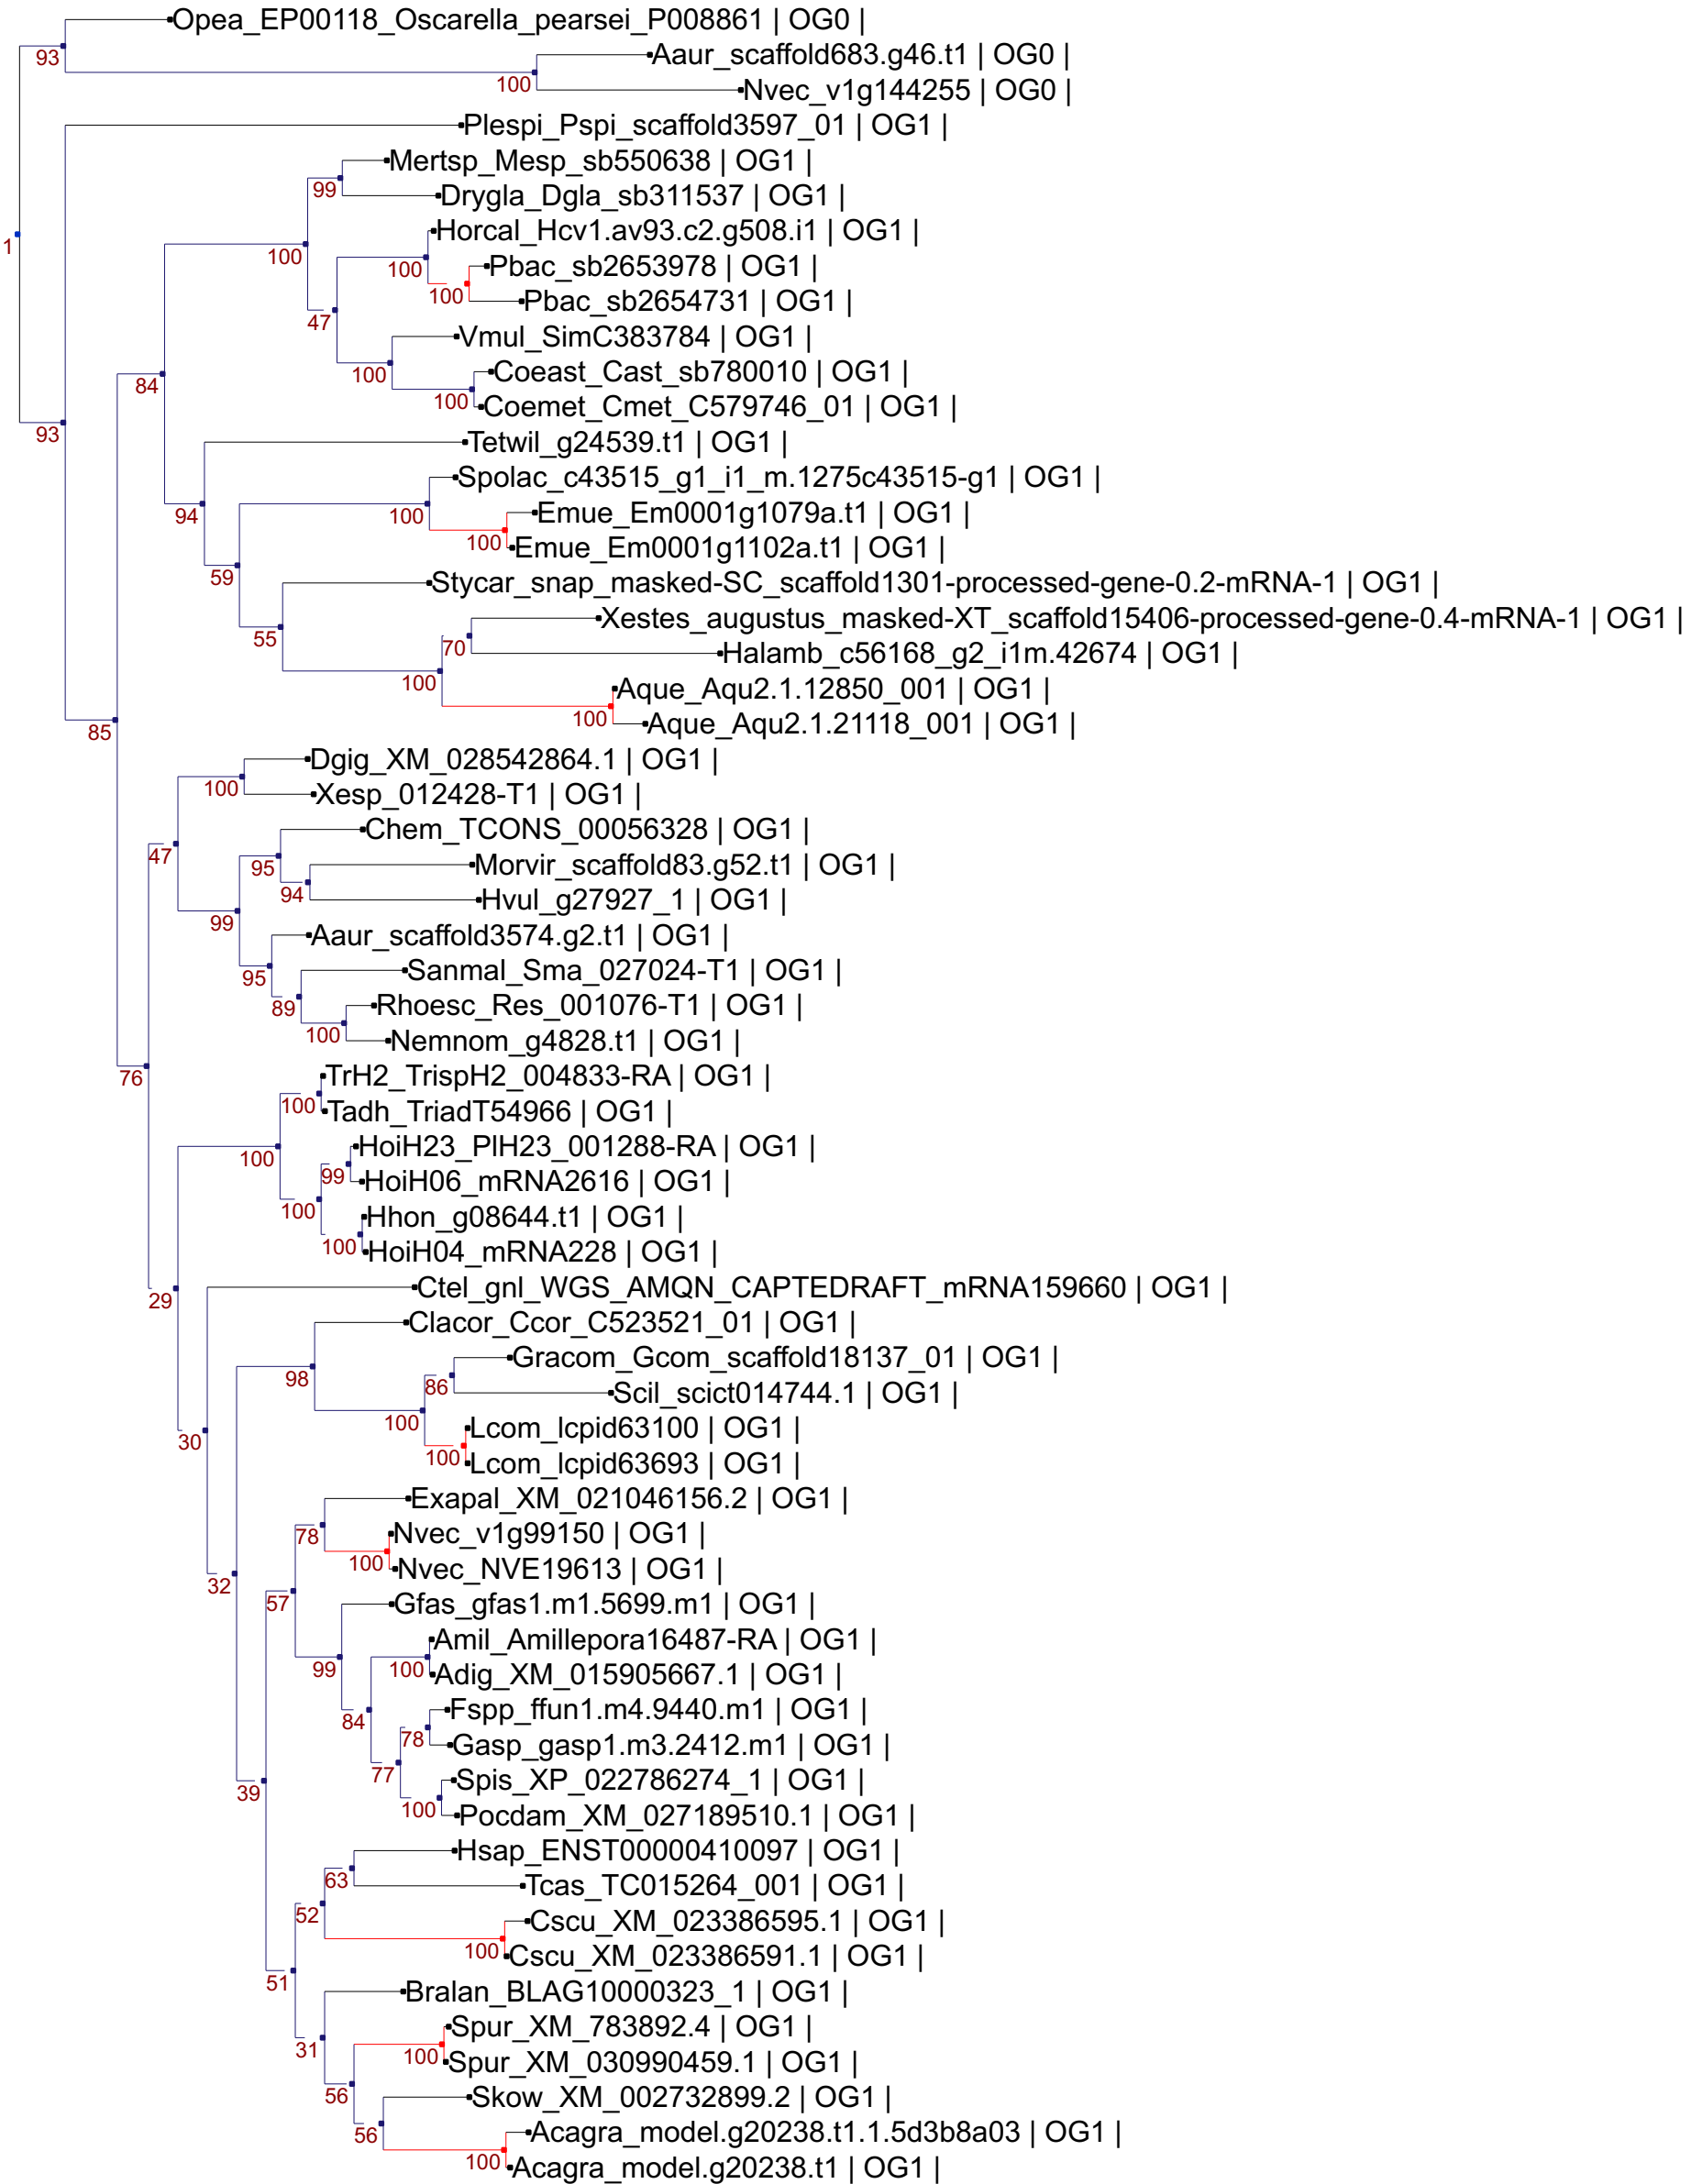 Opea_EP00118_Oscarella_pearsei_P008861 | OG0 |
93
Aaur_scaffold683.g46.t1 | OG0 |
100
Nvec_v1g144255 | OG0 |
Plespi_Pspi_scaffold3597_01 | OG1 |
Mertsp_Mesp_sb550638 | OG1 |
99
Drygla_Dgla_sb311537 | OG1 |
Horcal_Hcv1.av93.c2.g508.i1 | OG1 |
1
100
100
Pbac_sb2653978 | OG1 |
100
Pbac_sb2654731 | OG1 |
47
Vmul_SimC383784 | OG1 |
100
Coeast_Cast_sb780010 | OG1 |
84
100
Coemet_Cmet_C579746_01 | OG1 |
93
Tetwil_g24539.t1 | OG1 |
Spolac_c43515_g1_i1_m.1275c43515-g1 | OG1 |
94
100
Emue_Em0001g1079a.t1 | OG1 |
100
Emue_Em0001g1102a.t1 | OG1 |
59
Stycar_snap_masked-SC_scaffold1301-processed-gene-0.2-mRNA-1 | OG1 |
Xestes_augustus_masked-XT_scaffold15406-processed-gene-0.4-mRNA-1 | OG1 |
55
70
Halamb_c56168_g2_i1m.42674 | OG1 |
100
Aque_Aqu2.1.12850_001 | OG1 |
100
Aque_Aqu2.1.21118_001 | OG1 |
85
Dgig_XM_028542864.1 | OG1 |
100
Xesp_012428-T1 | OG1 |
Chem_TCONS_00056328 | OG1 |
47
95
Morvir_scaffold83.g52.t1 | OG1 |
94
Hvul_g27927_1 | OG1 |
99
Aaur_scaffold3574.g2.t1 | OG1 |
95
Sanmal_Sma_027024-T1 | OG1 |
89
Rhoesc_Res_001076-T1 | OG1 |
100
Nemnom_g4828.t1 | OG1 |
76
TrH2_TrispH2_004833-RA | OG1 |
100
Tadh_TriadT54966 | OG1 |
100
HoiH23_PlH23_001288-RA | OG1 |
99
HoiH06_mRNA2616 | OG1 |
100
Hhon_g08644.t1 | OG1 |
100
HoiH04_mRNA228 | OG1 |
29
Ctel_gnl_WGS_AMQN_CAPTEDRAFT_mRNA159660 | OG1 |
Clacor_Ccor_C523521_01 | OG1 |
98
Gracom_Gcom_scaffold18137_01 | OG1 |
86
Scil_scict014744.1 | OG1 |
100
Lcom_lcpid63100 | OG1 |
30
100
Lcom_lcpid63693 | OG1 |
Exapal_XM_021046156.2 | OG1 |
78
Nvec_v1g99150 | OG1 |
100
Nvec_NVE19613 | OG1 |
32
57
Gfas_gfas1.m1.5699.m1 | OG1 |
Amil_Amillepora16487-RA | OG1 |
99
100
Adig_XM_015905667.1 | OG1 |
Fspp_ffun1.m4.9440.m1 | OG1 |
84
78
Gasp_gasp1.m3.2412.m1 | OG1 |
77
Spis_XP_022786274_1 | OG1 |
39
100
Pocdam_XM_027189510.1 | OG1 |
Hsap_ENST00000410097 | OG1 |
63
Tcas_TC015264_001 | OG1 |
52
Cscu_XM_023386595.1 | OG1 |
100
Cscu_XM_023386591.1 | OG1 |
51
Bralan_BLAG10000323_1 | OG1 |
31
Spur_XM_783892.4 | OG1 |
100
Spur_XM_030990459.1 | OG1 |
56
Skow_XM_002732899.2 | OG1 |
56
Acagra_model.g20238.t1.1.5d3b8a03 | OG1 |
100
Acagra_model.g20238.t1 | OG1 |